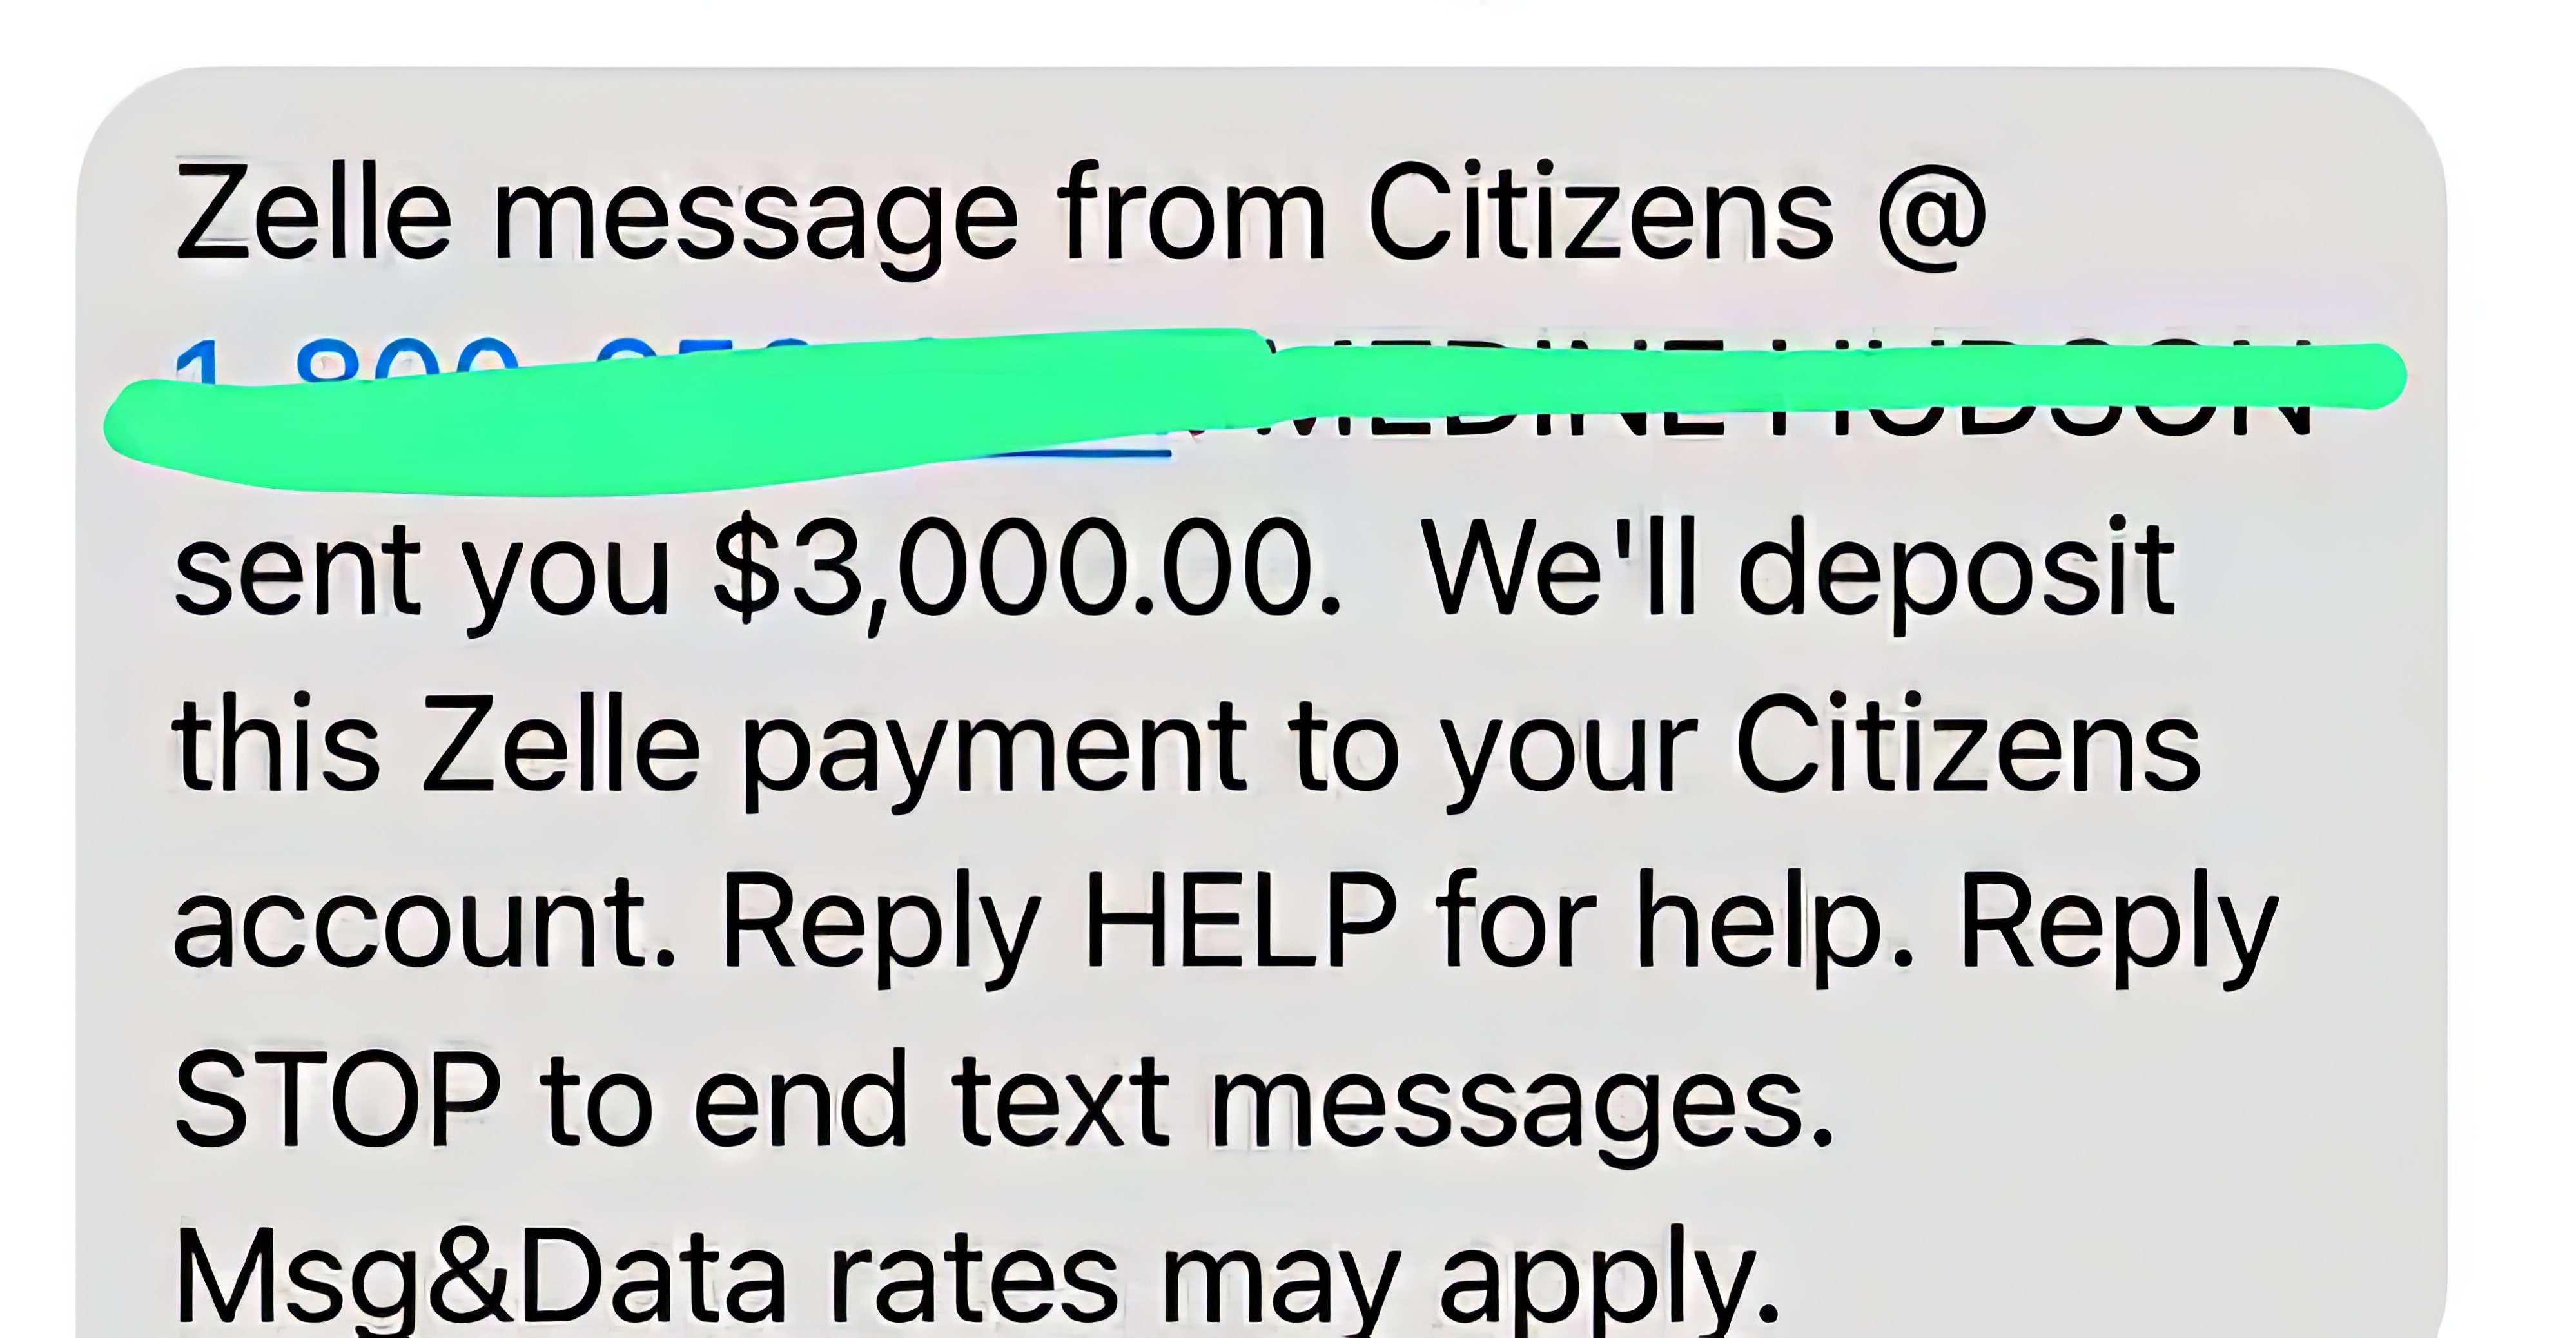 Zelle message from Citizens @
sent you $3,000.00.  We'll deposit
this Zelle payment to your Citizens
account. Reply HELP for help. Reply
STOP to end text messages.
Msg&Data rates may apply.